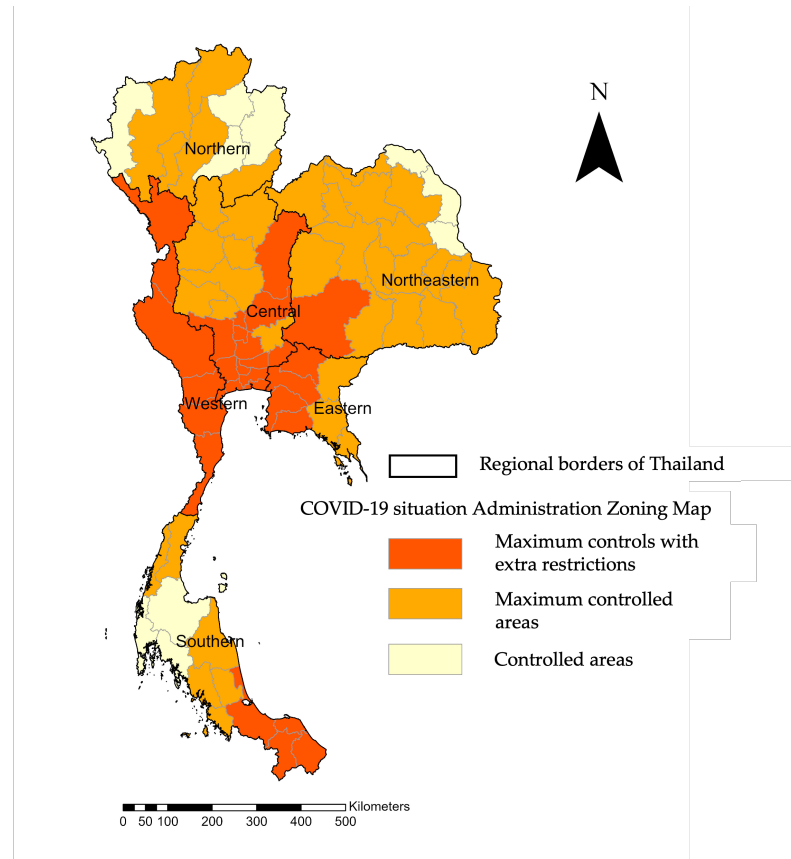 N
Northern
Northeastern
Central
Western
Eastern
Regional borders of Thailand
COVID-19 situation Administration Zoning Map
Maximum controls with
extra restrictions
Maximum controlled
areas
Southern
Controlled areas
Kilometers
0 50 100 200 300 400 500